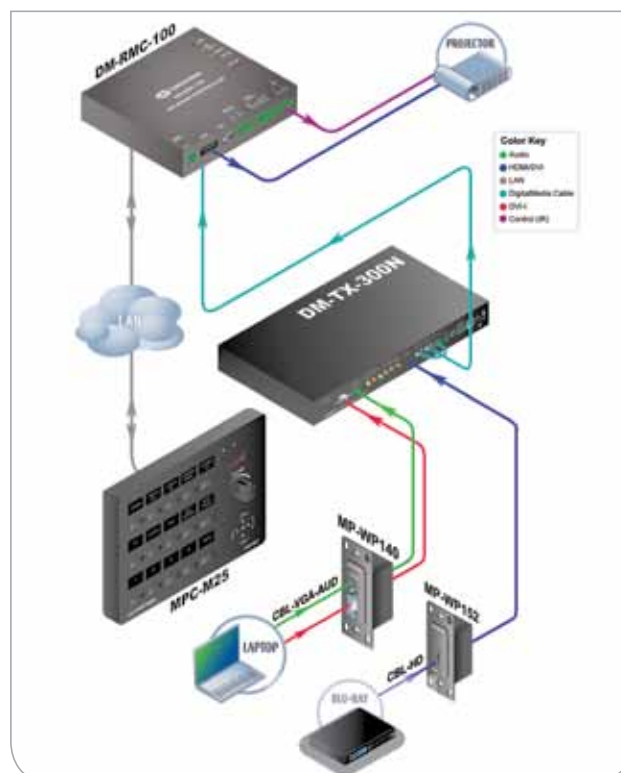 DM-RMC-100
PROJECTOR
Color Key
Audio
HDMI/DVI
LAN
DigitalMedia Cable
DVI-I
Control (IR)
DM-TX-300N
LAN
MPC-M25
MP-WP140
CBL-VGA-AUD
LAPTOP
MP-WP152
CBL-HD
BLU-RAY